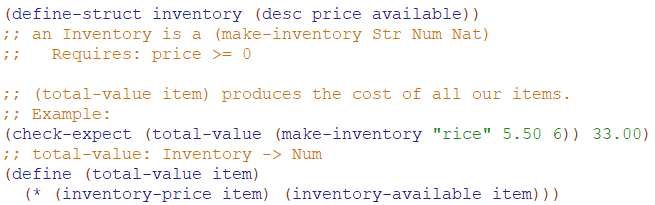 (define-struct inventory (desc price available))
;; an Inventory is a (make-inventory Str Num Nat)
;;   Requires: price >= 0
;; (total-value item) produces the cost of all our items.
;; Example:
(check-expect (total-value (make-inventory "rice" 5.50 6)) 33.00)
;; total-value: Inventory -> Num
(define (total-value item)
  (* (inventory-price item) (inventory-available item)))